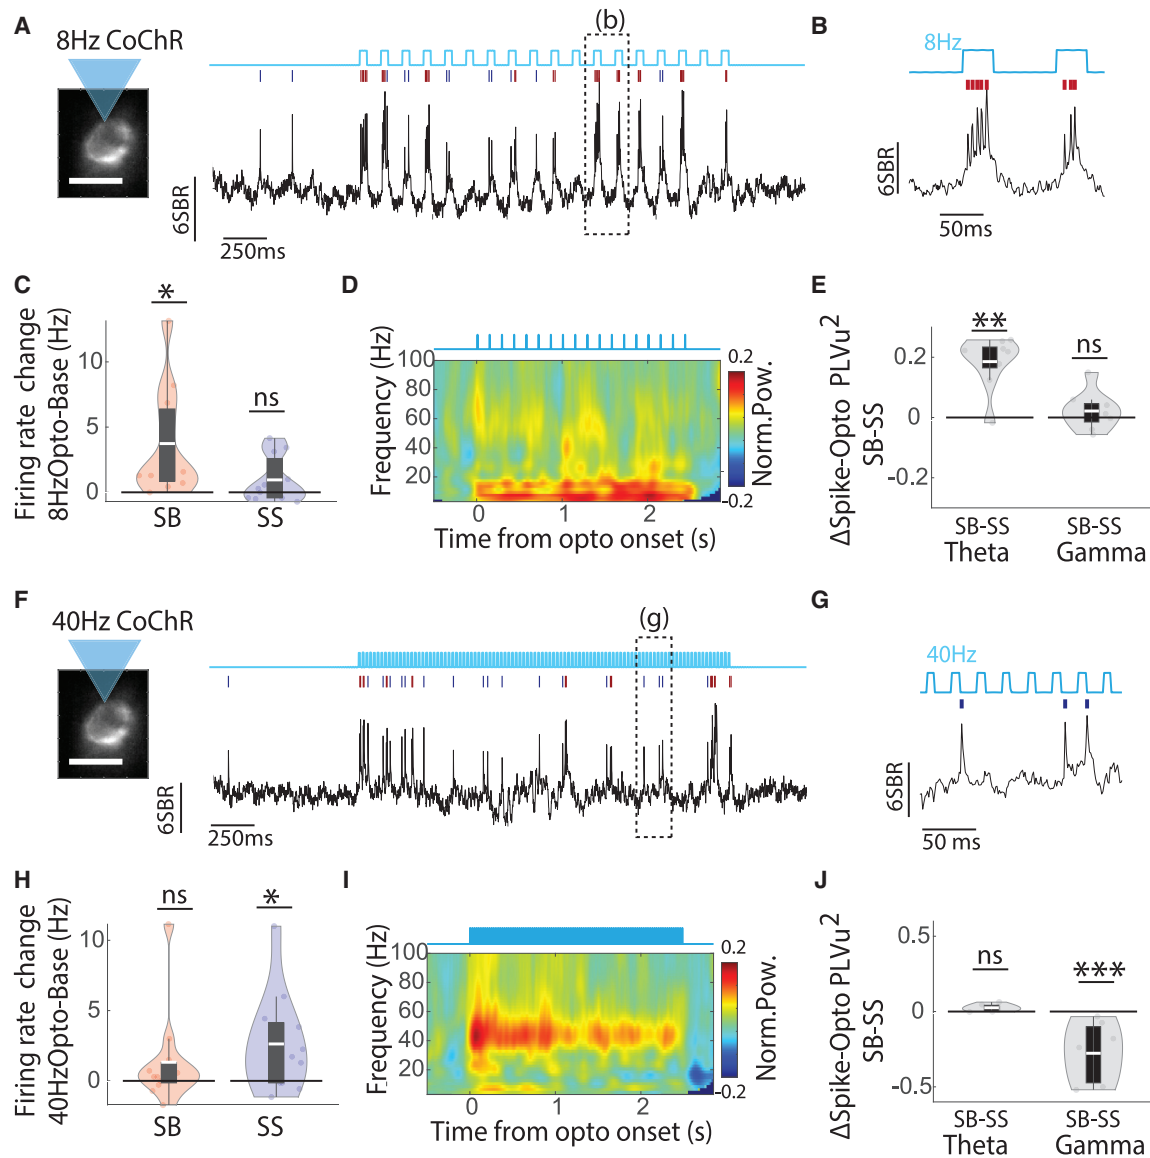 A
8Hz CoChR
(b)
6SBR
250ms
B
8Hz
6SBR
50ms
C
Firing rate change
8HzOpto-Base (Hz)
*
ns
10
5
0
SB
SS
D
Frequency (Hz)
100
80
60
40
20
0
1
2
Time from opto onset (s)
0.2
-0.2
Norm.Pow.
E
ΔSpike-Opto PLVu²
SB-SS
**
ns
0.2
0
-0.2
SB-SS
Theta
SB-SS
Gamma
F
40Hz CoChR
(g)
6SBR
250ms
G
40Hz
6SBR
50 ms
H
Firing rate change
40HzOpto-Base (Hz)
ns
*
10
5
0
SB
SS
I
Frequency (Hz)
100
80
60
40
20
0
1
2
Time from opto onset (s)
0.2
-0.2
Norm.Pow.
J
ΔSpike-Opto PLVu²
SB-SS
ns
***
0.5
0
-0.5
SB-SS
Theta
SB-SS
Gamma